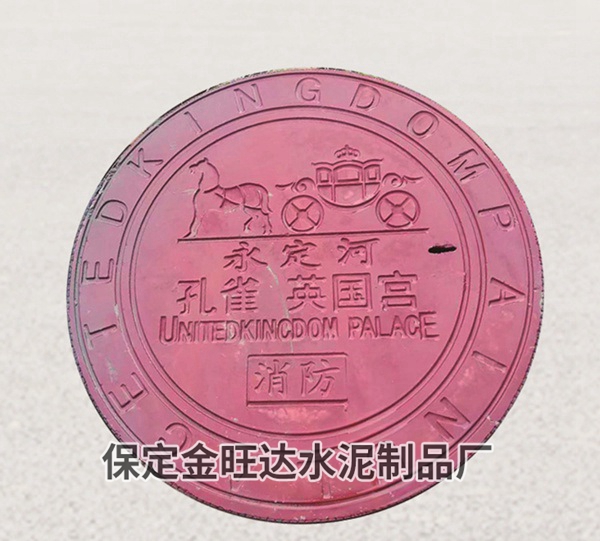 CETEDKINGDOMPAIN
永定河
孔雀 英国宫
UNITEDKINGDOM PALACE
消防
保定金旺达水泥制品厂